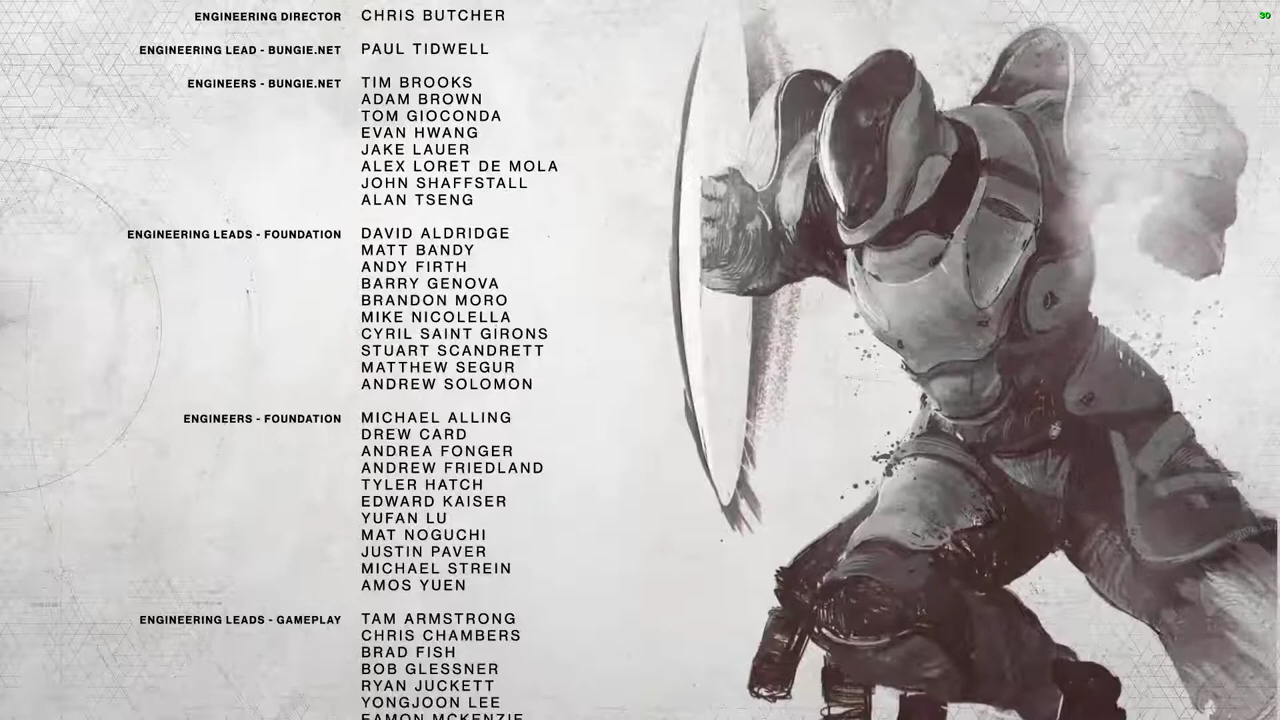 ENGINEERING DIRECTOR CHRIS BUTCHER
ENGINEERING LEAD - BUNGIE.NET PAUL TIDWELL
ENGINEERS - BUNGIE.NET TIM BROOKS
ADAM BROWN
TOM GIOCONDA
EVAN HWANG
JAKE LAUER
ALEX LORET DE MOLA
JOHN SHAFFSTALL
ALAN TSENG
ENGINEERING LEADS - FOUNDATION DAVID ALDRIDGE
MATT BANDY
ANDY FIRTH
BARRY GENOVA
BRANDON MORO
MIKE NICOLELLA
CYRIL SAINT GIRONS
STUART SCANDRETT
MATTHEW SEGUR
ANDREW SOLOMON
ENGINEERS - FOUNDATION MICHAEL ALLING
DREW CARD
ANDREA FONGER
ANDREW FRIEDLAND
TYLER HATCH
EDWARD KAISER
YUFAN LU
MAT NOGUCHI
JUSTIN PAVER
MICHAEL STREIN
AMOS YUEN
ENGINEERING LEADS - GAMEPLAY TAM ARMSTRONG
CHRIS CHAMBERS
BRAD FISH
BOB GLESSNER
RYAN JUCKETT
YONGJOON LEE
EAMON MCKENZIE
30